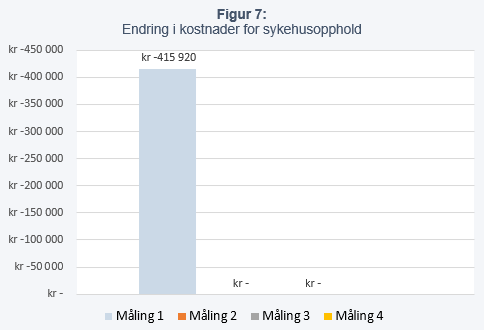 Figur 7:
Endring i kostnader for sykehusopphold
kr -450 000
kr -415 920
kr -400 000
kr -350 000
kr -300 000
kr -250 000
kr -200 000
kr -150 000
kr -100 000
kr -50 000
kr - kr -
kr -
Måling 1 Måling 2 Måling 3 Måling 4